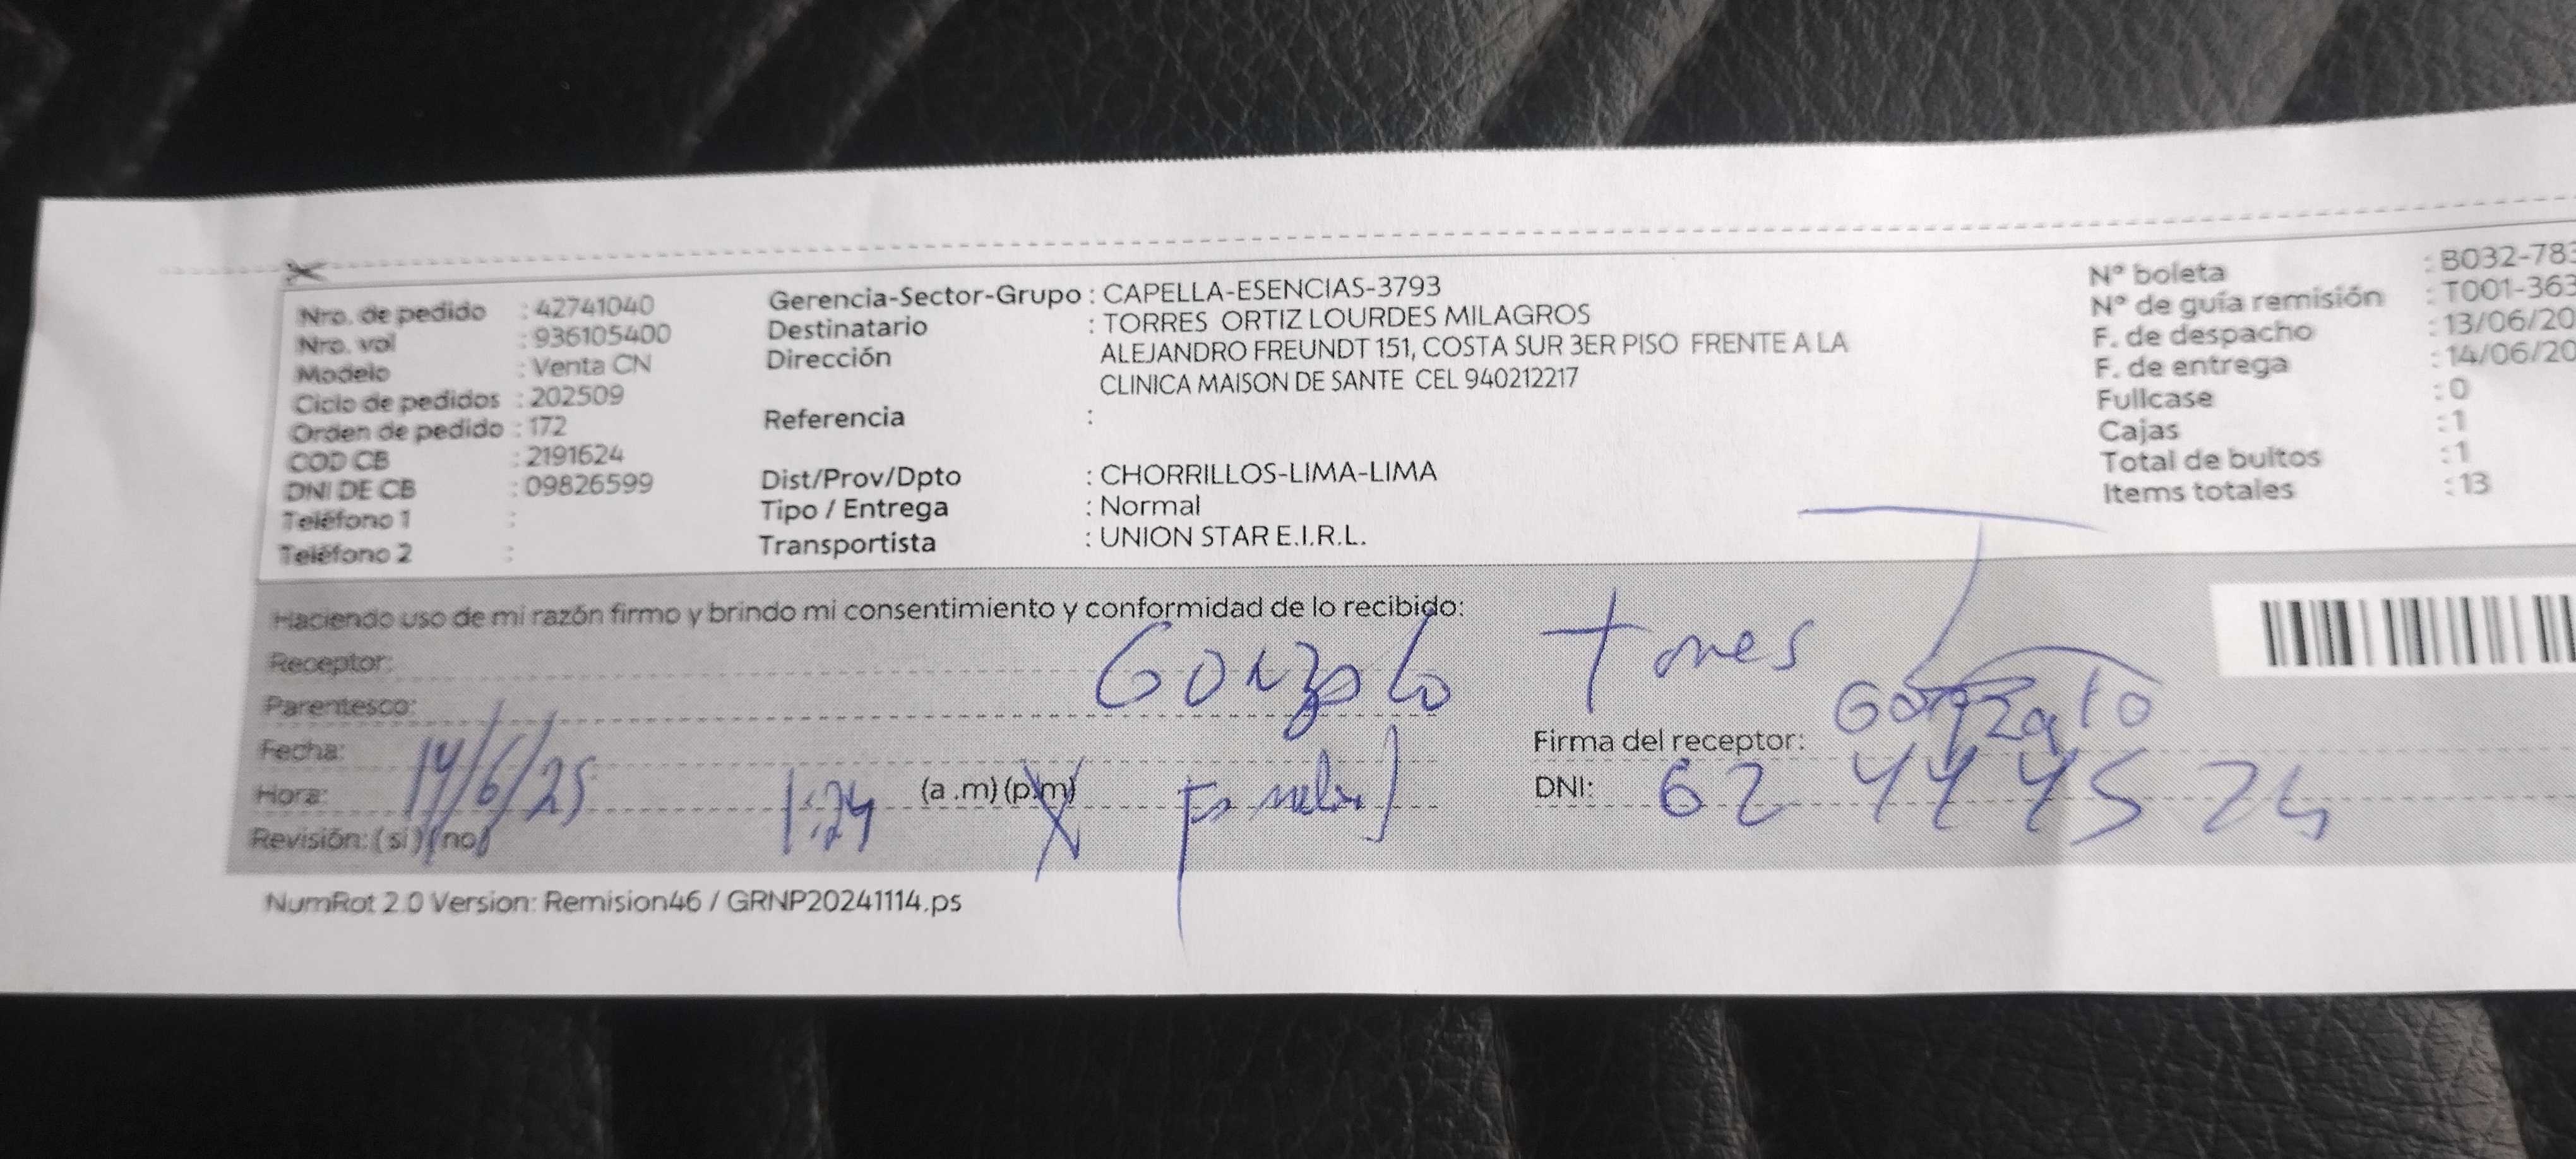 Nro. de pedido : 42741040
Nro. vol : 936105400
Modelo : Venta CN
Ciclo de pedidos : 202509
Orden de pedido : 172
COD CB : 2191624
DNI DE CB : 09826599
Teléfono 1 :
Teléfono 2 :
Gerencia-Sector-Grupo : CAPELLA-ESENCIAS-3793
Destinatario : TORRES ORTIZ LOURDES MILAGROS
Dirección ALEJANDRO FREUNDT 151, COSTA SUR 3ER PISO FRENTE A LA
CLINICA MAISON DE SANTE CEL 940212217
Referencia :
Dist/Prov/Dpto : CHORRILLOS-LIMA-LIMA
Tipo / Entrega : Normal
Transportista : UNION STAR E.I.R.L.
N° boleta : B032-783
N° de guía remisión : T001-363
F. de despacho : 13/06/20
F. de entrega : 14/06/20
Fullcase : 0
Cajas : 1
Total de bultos : 1
Items totales : 13
Haciendo uso de mi razón firmo y brindo mi consentimiento y conformidad de lo recibido:
Receptor: Gonzalo torres
Parentesco:
Fecha: 14/6/25
Hora: 1:24 (a .m) (p.m)
Revisión: ( si ) ( no )
Firma del receptor: Gonzalo
DNI:
NumRot 2.0 Version: Remision46 / GRNP20241114.ps